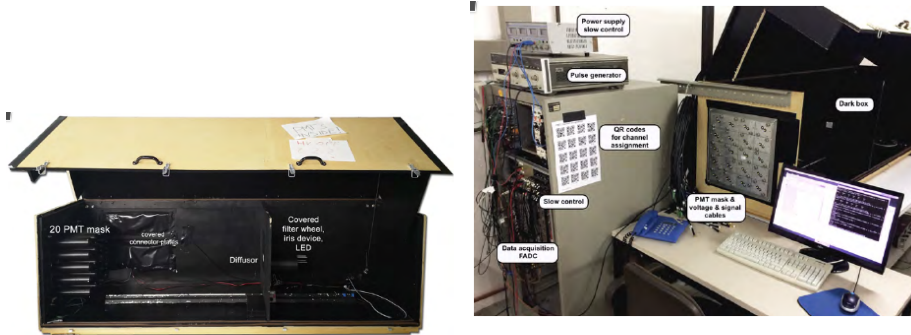 20 PMT mask
covered
connector plates
Diffusor
Covered
filter wheel,
iris device,
LED
Power supply
slow control
Pulse generator
Dark box
QR codes
for channel
assignment
Slow control
PMT mask &
voltage & signal
cables
Data acquisition
FADC